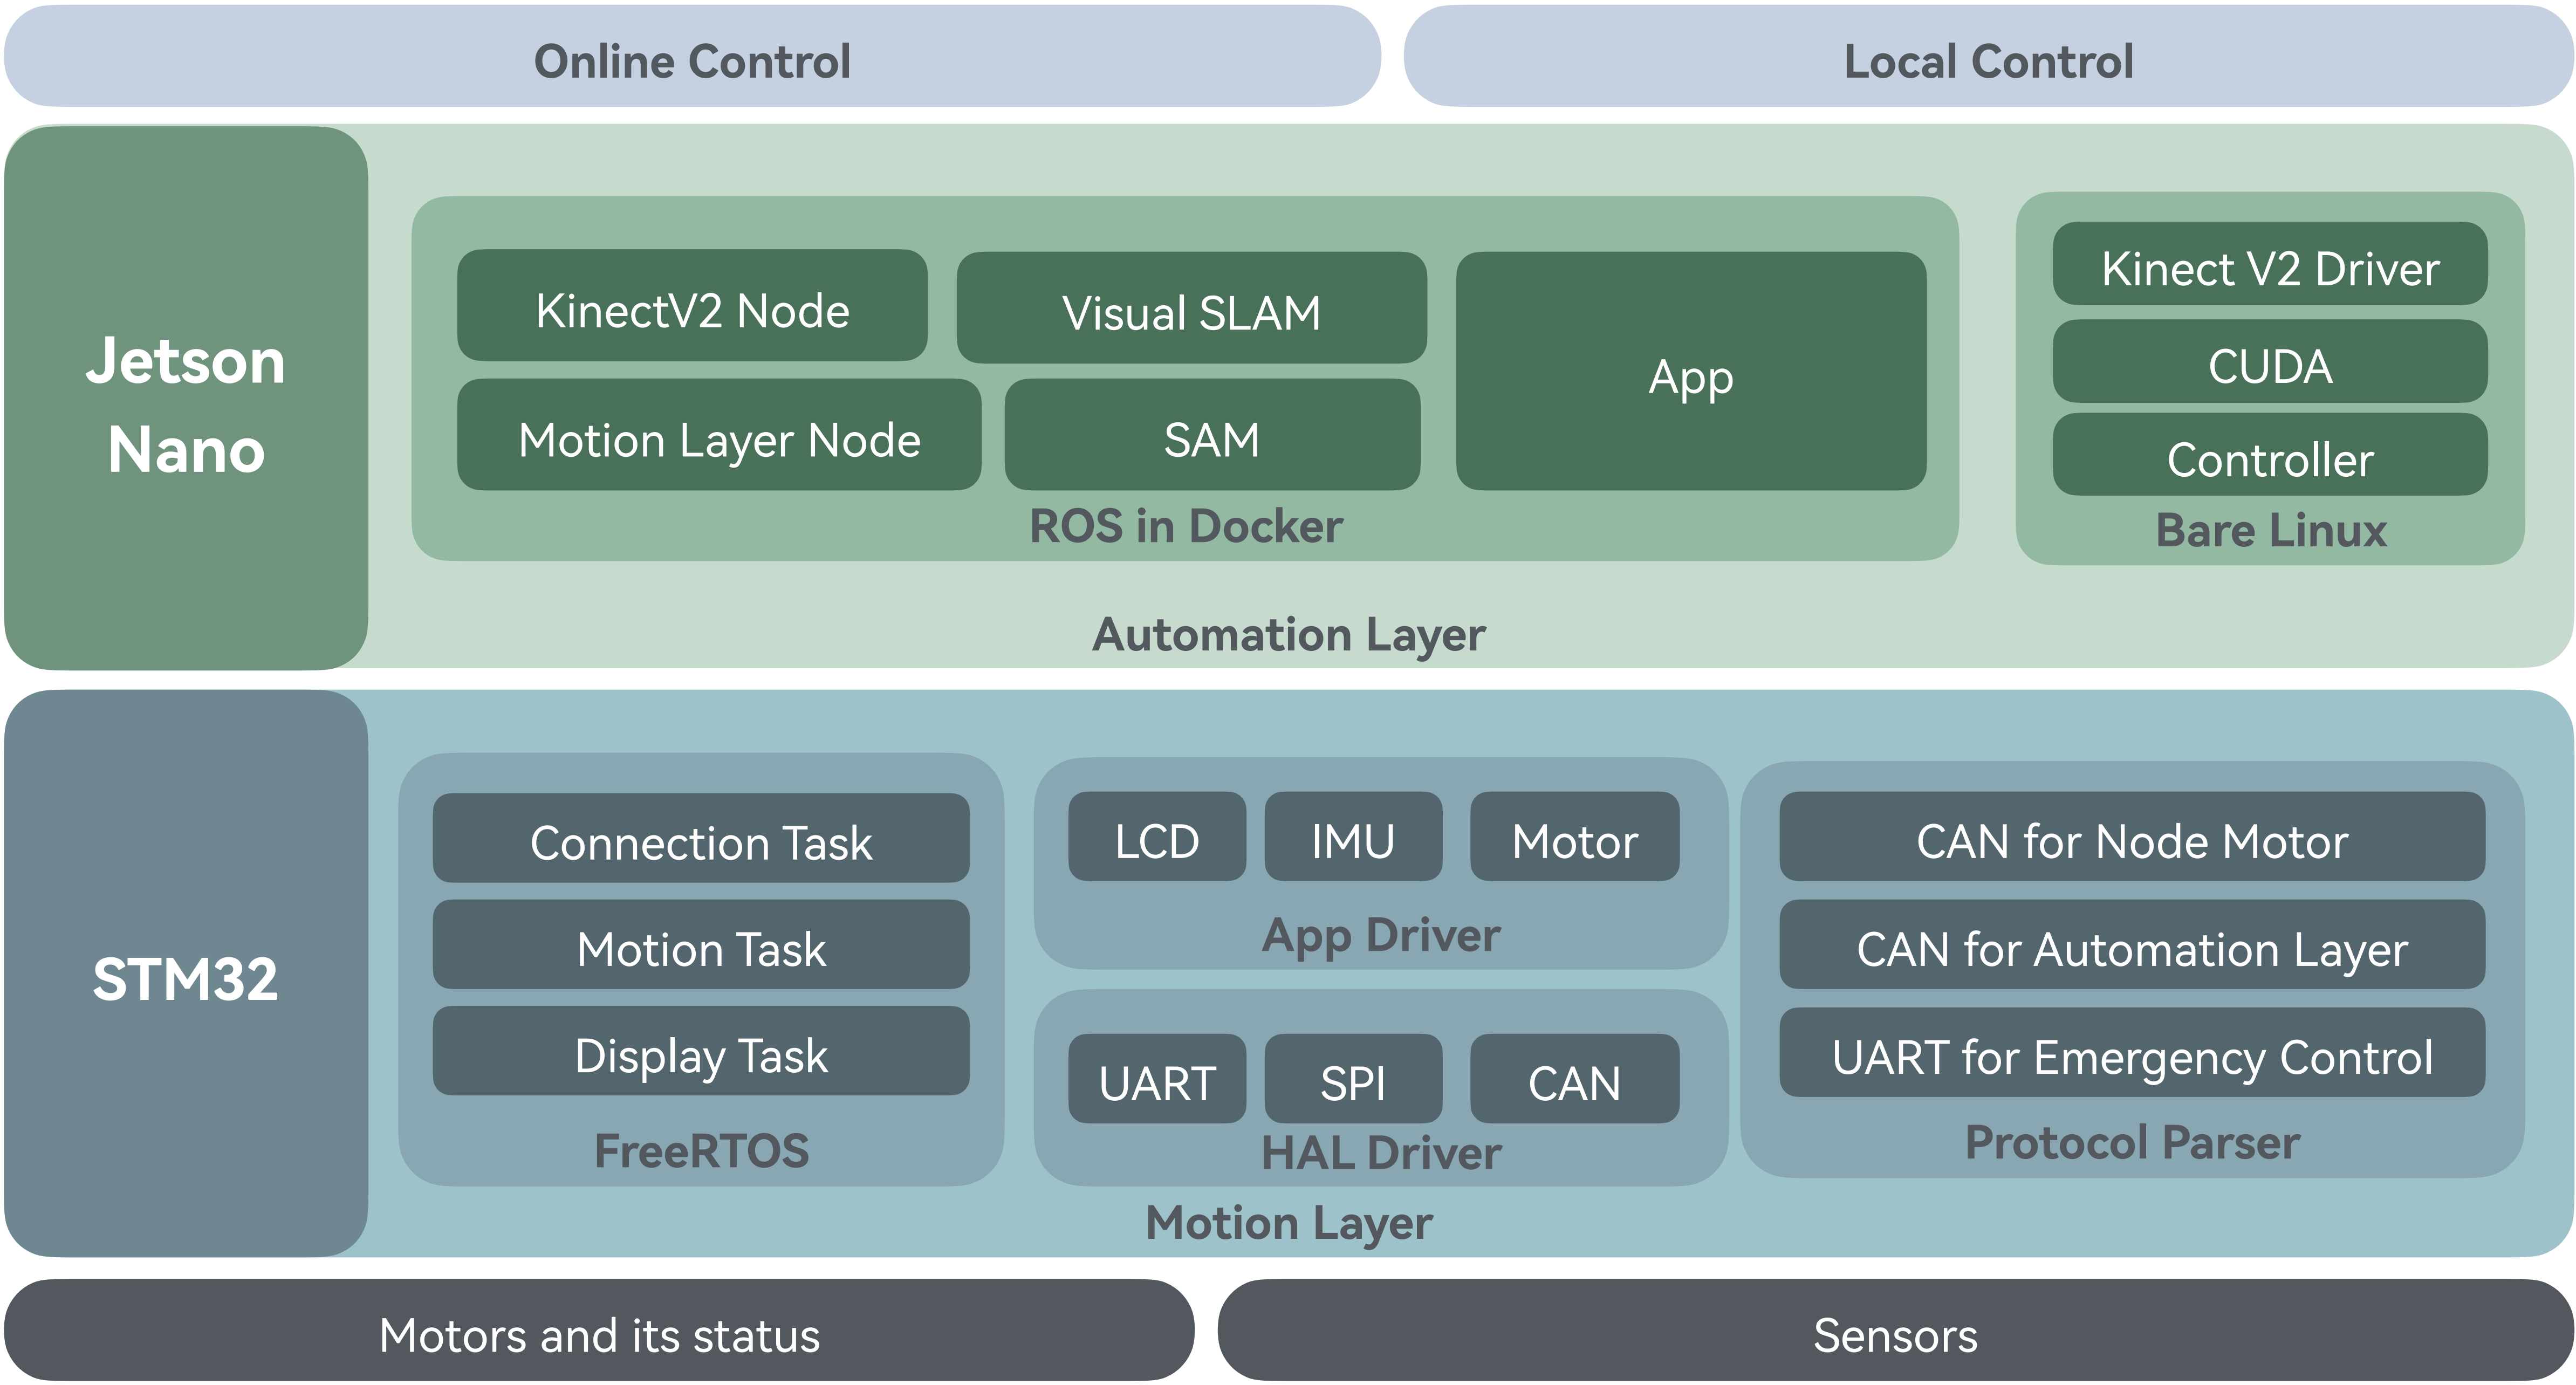 Online Control
Local Control
Jetson
Nano
KinectV2 Node
Visual SLAM
App
Motion Layer Node
SAM
ROS in Docker
Kinect V2 Driver
CUDA
Controller
Bare Linux
Automation Layer
STM32
Connection Task
Motion Task
Display Task
FreeRTOS
LCD
IMU
Motor
App Driver
UART
SPI
CAN
HAL Driver
CAN for Node Motor
CAN for Automation Layer
UART for Emergency Control
Protocol Parser
Motion Layer
Motors and its status
Sensors